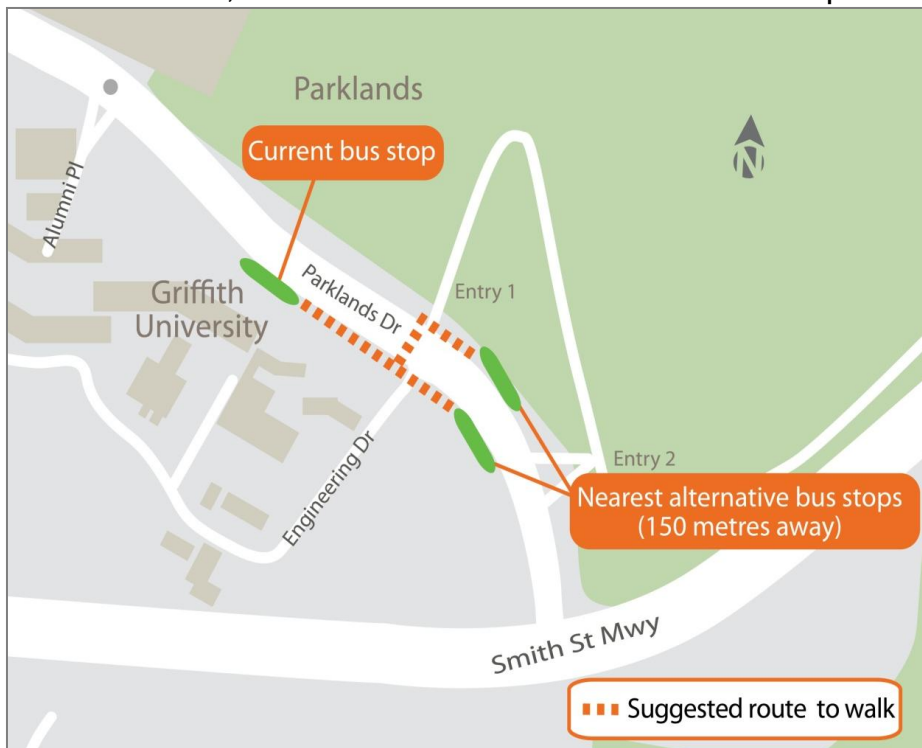 Parklands
Current bus stop
Alumni Pl
Parklands Dr
Entry 1
Griffith
University
Engineering Dr
Entry 2
Nearest alternative bus stops
(150 metres away)
Smith St Mwy
Suggested route to walk
N